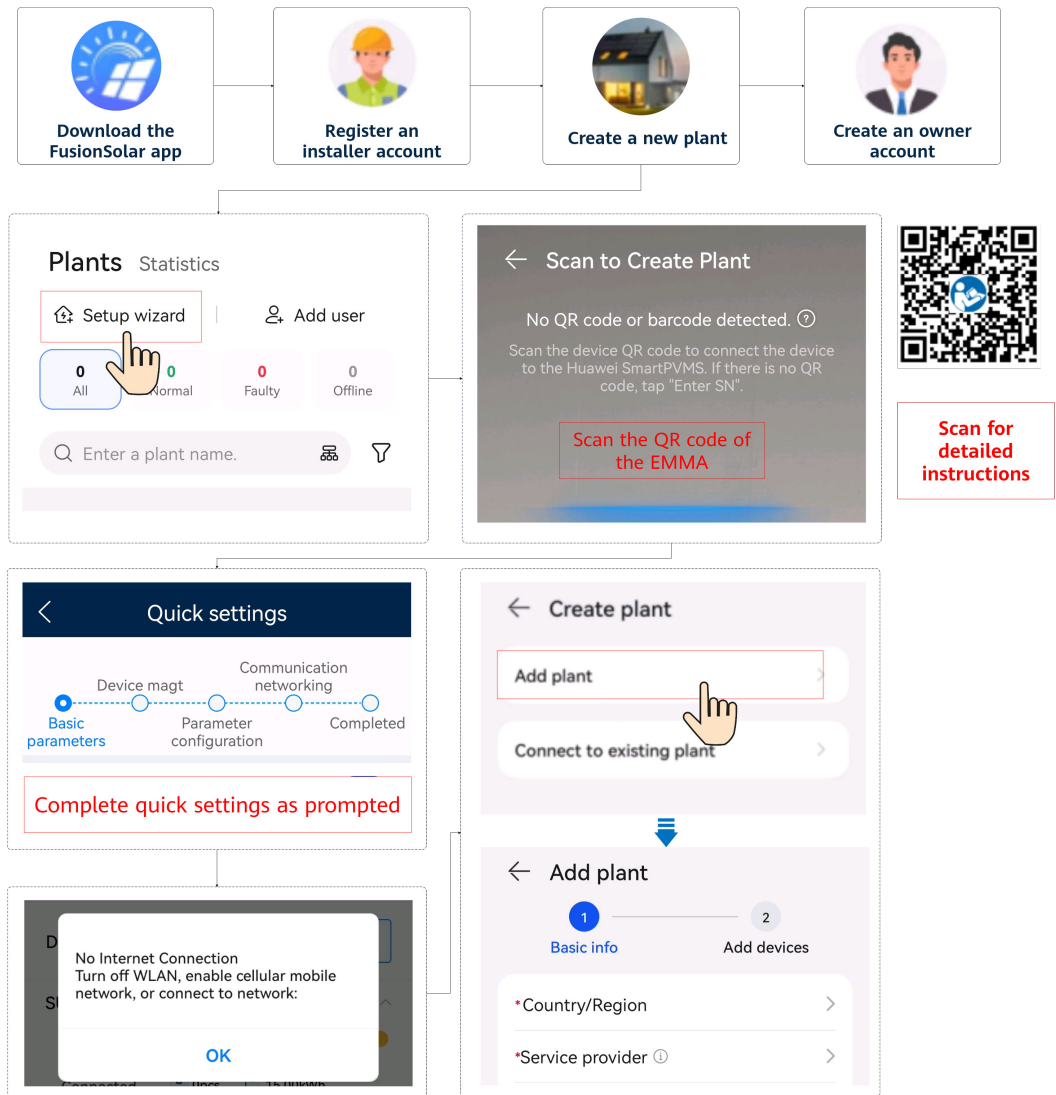 Download the
FusionSolar app
Register an
installer account
Create a new plant
Create an owner
account
Plants Statistics
Setup wizard
Add user
0
All
0
Normal
0
Faulty
0
Offline
Enter a plant name.
Scan to Create Plant
No QR code or barcode detected.
Scan the device QR code to connect the device
to the Huawei SmartPVMS. If there is no QR
code, tap "Enter SN".
Scan the QR code of
the EMMA
Scan for
detailed
instructions
Quick settings
Basic
parameters
Device magt
Parameter
configuration
Communication
networking
Completed
Complete quick settings as prompted
No Internet Connection
Turn off WLAN, enable cellular mobile
network, or connect to network:
OK
Create plant
Add plant
Connect to existing plant
Add plant
1
Basic info
2
Add devices
*Country/Region
*Service provider